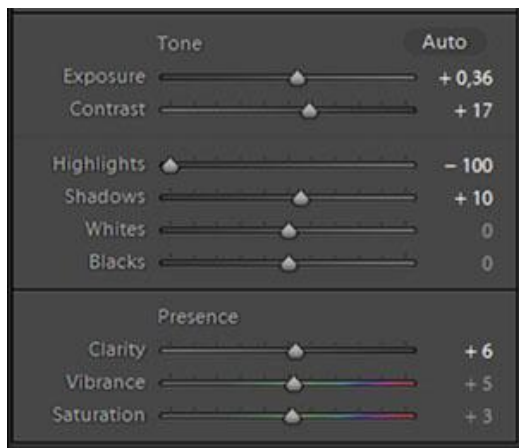 Tone Auto
Exposure + 0,36
Contrast + 17
Highlights – 100
Shadows + 10
Whites 0
Blacks 0
Presence
Clarity + 6
Vibrance + 5
Saturation + 3